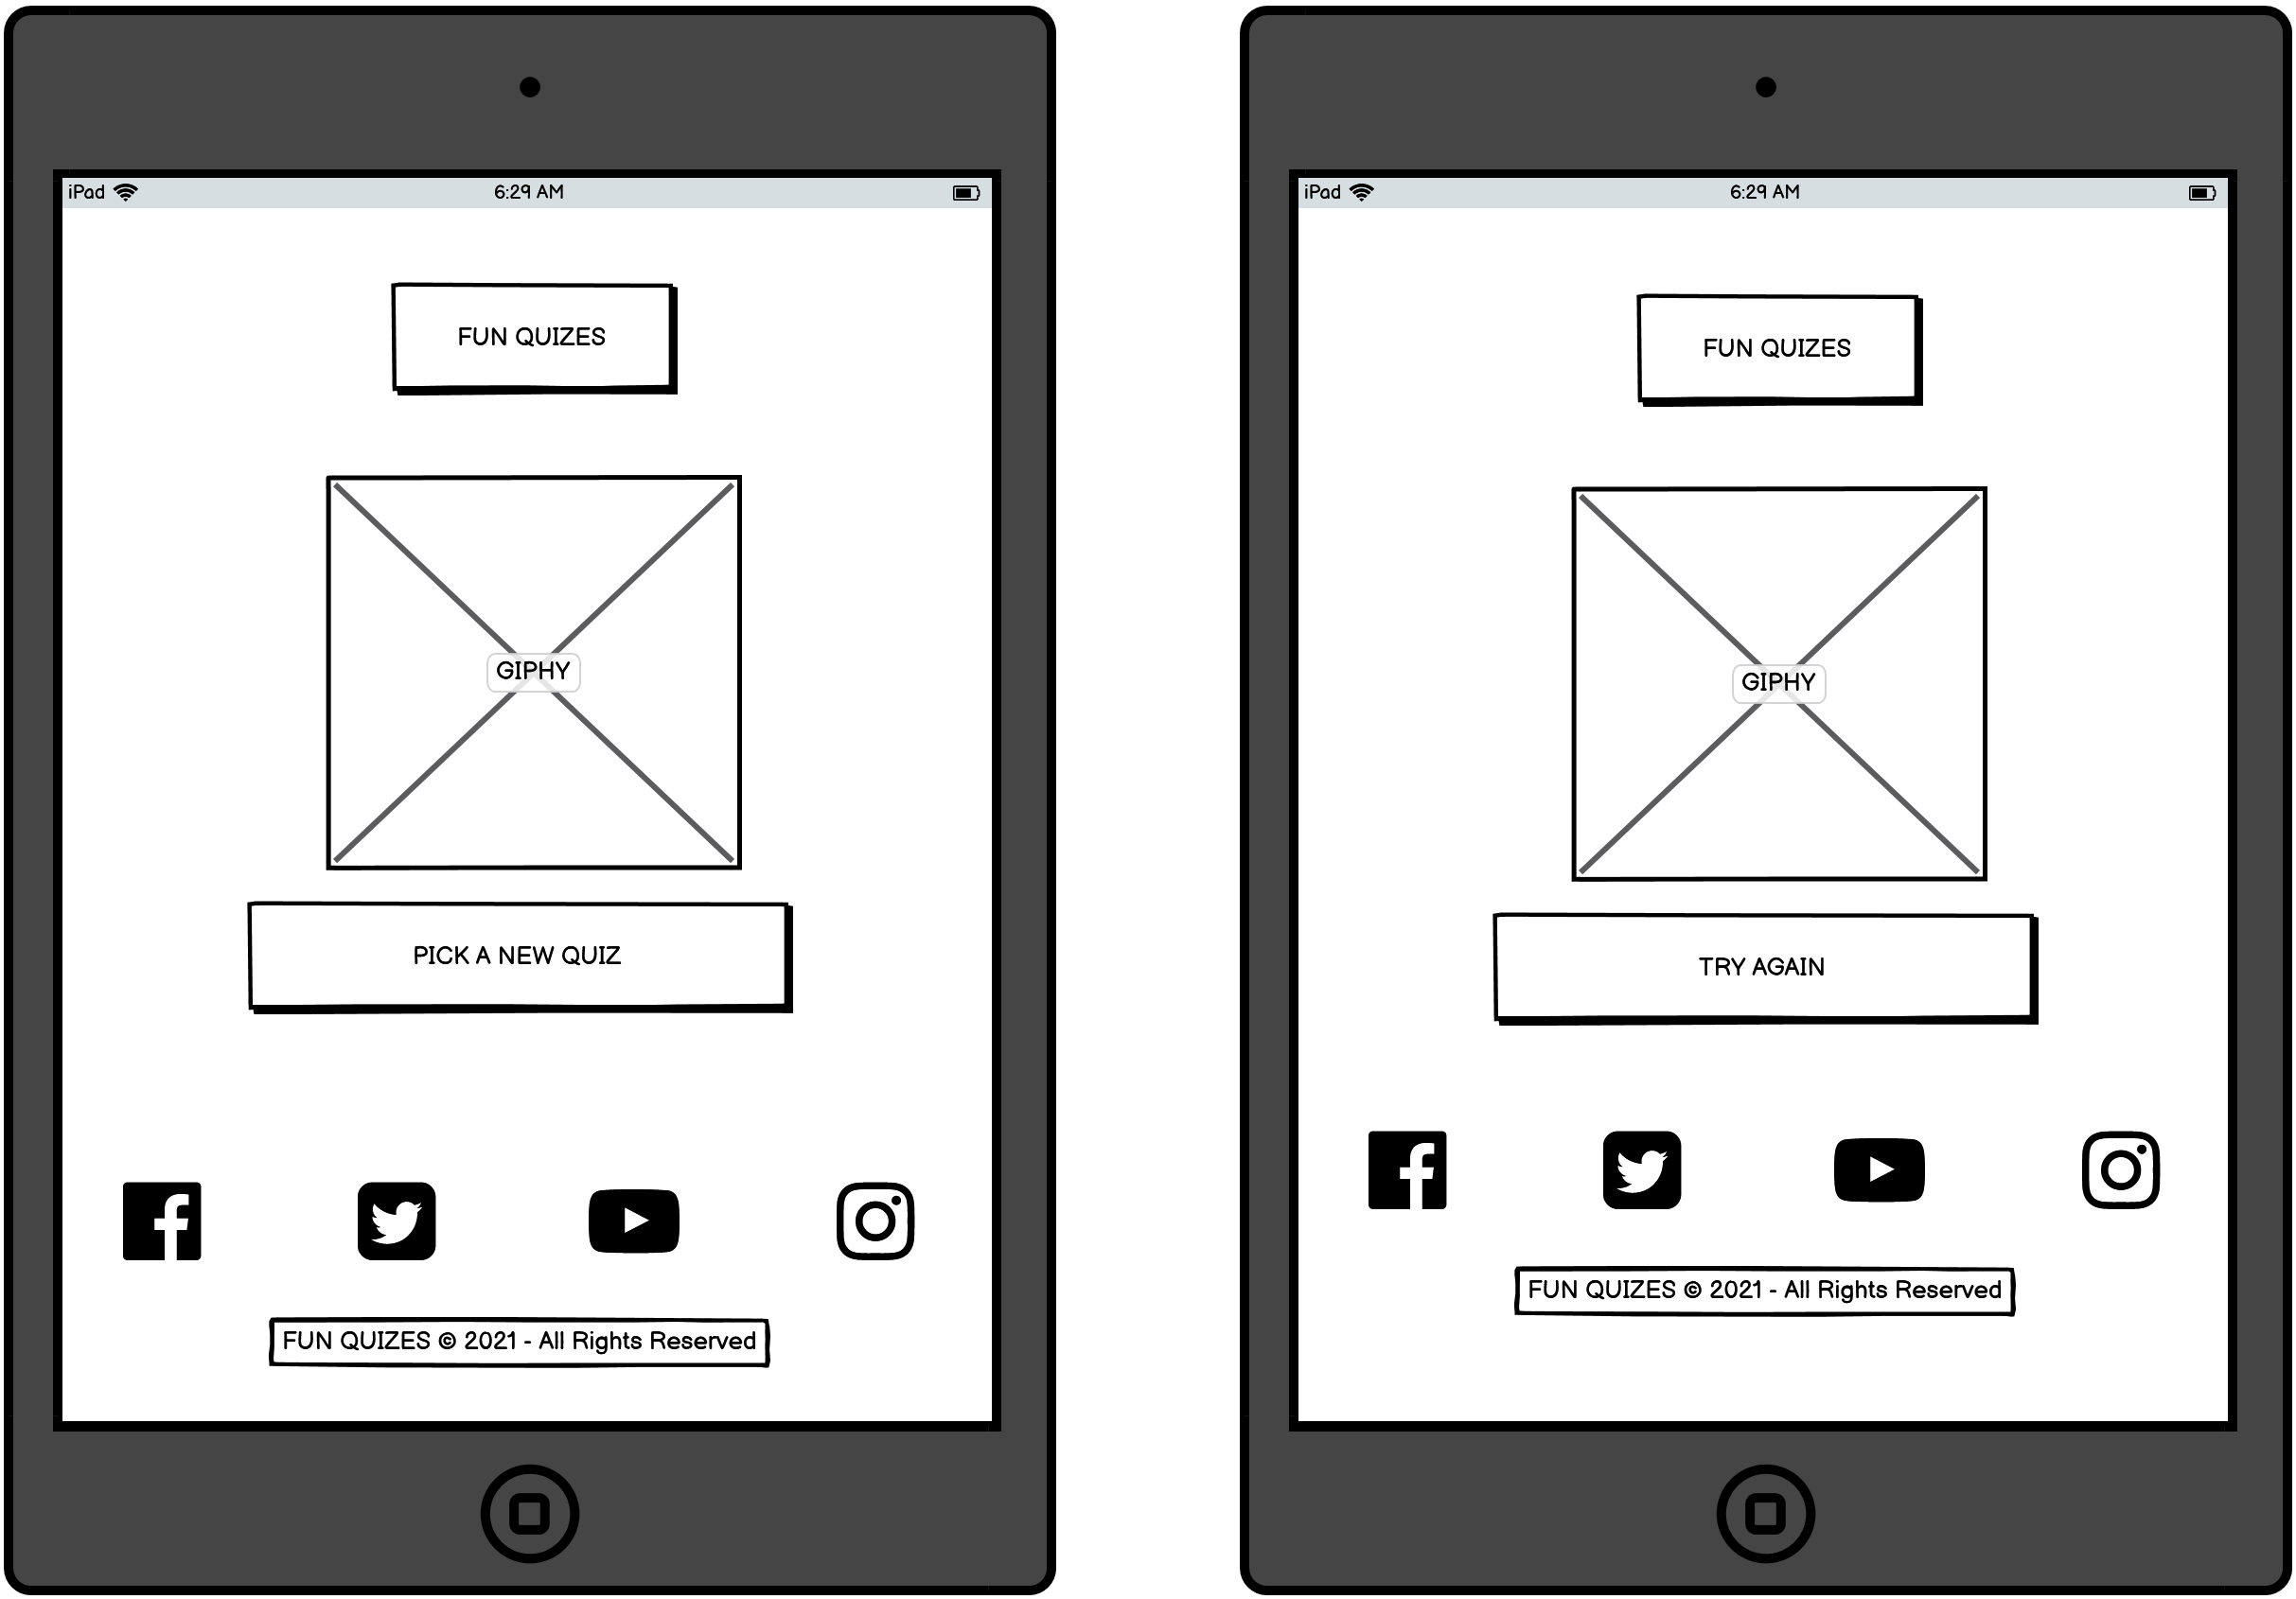 iPad 6:29 AM
FUN QUIZES
GIPHY
PICK A NEW QUIZ
FUN QUIZES © 2021 - All Rights Reserved
iPad 6:29 AM
FUN QUIZES
GIPHY
TRY AGAIN
FUN QUIZES © 2021 - All Rights Reserved